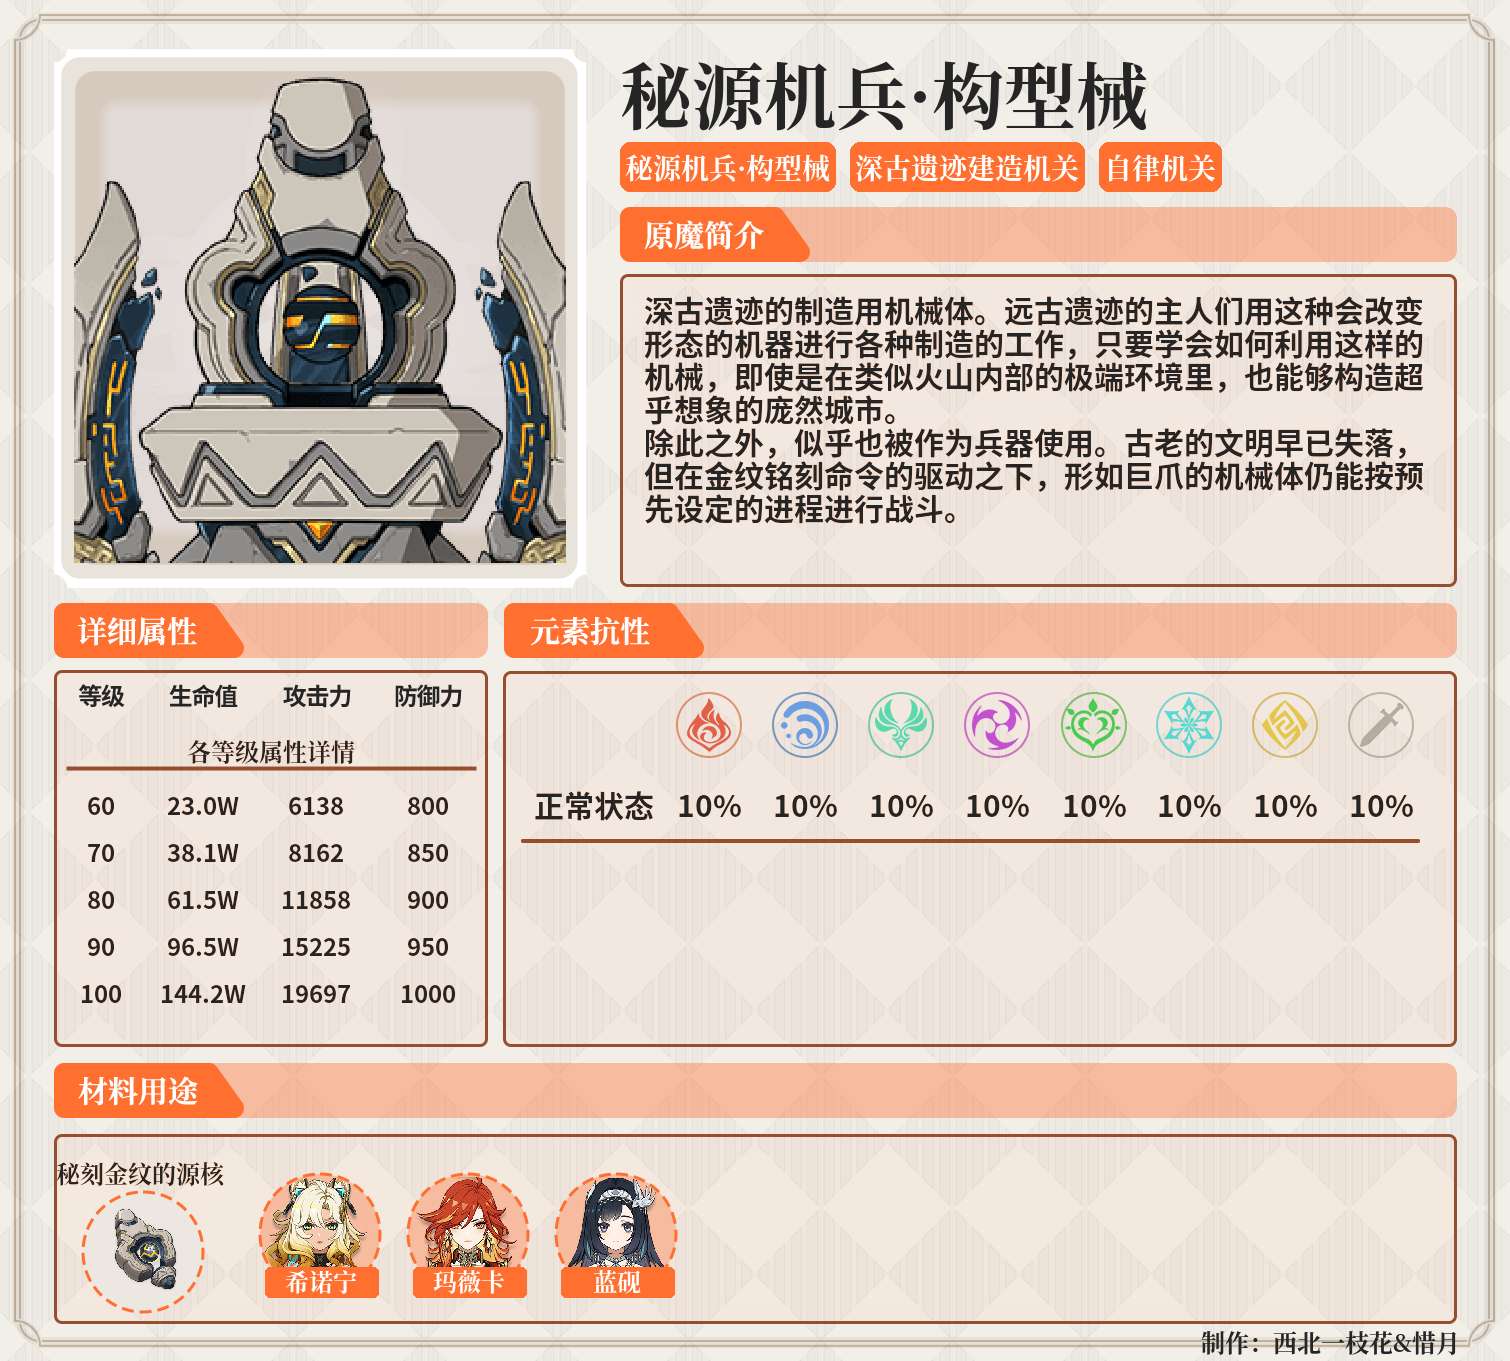 秘源机兵·构型械
秘源机兵·构型械 深古遗迹建造机关 自律机关
原魔简介
深古遗迹的制造用机械体。远古遗迹的主人们用这种会改变
形态的机器进行各种制造的工作，只要学会如何利用这样的
机械，即使是在类似火山内部的极端环境里，也能够构造超
乎想象的庞然城市。
除此之外，似乎也被作为兵器使用。古老的文明早已失落，
但在金纹铭刻命令的驱动之下，形如巨爪的机械体仍能按预
先设定的进程进行战斗。
详细属性
等级 生命值 攻击力 防御力
各等级属性详情
60 23.0W 6138 800
70 38.1W 8162 850
80 61.5W 11858 900
90 96.5W 15225 950
100 144.2W 19697 1000
元素抗性
正常状态 10% 10% 10% 10% 10% 10% 10% 10%
材料用途
秘刻金纹的源核
希诺宁 玛薇卡 蓝砚
制作：西北一枝花&惜月